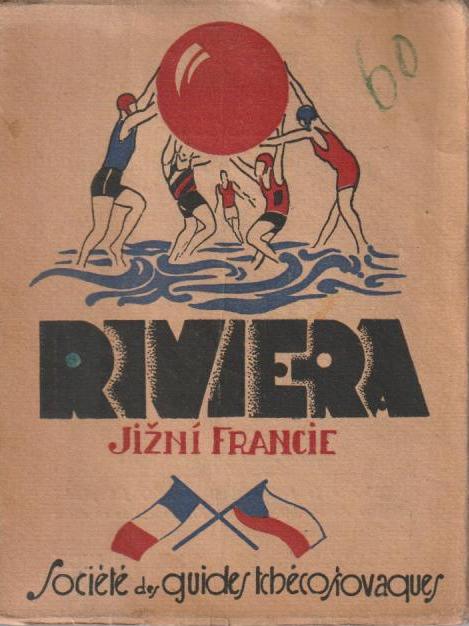 60
RIVIERA
JIŽNÍ FRANCIE
Société des guides tchécoslovaques